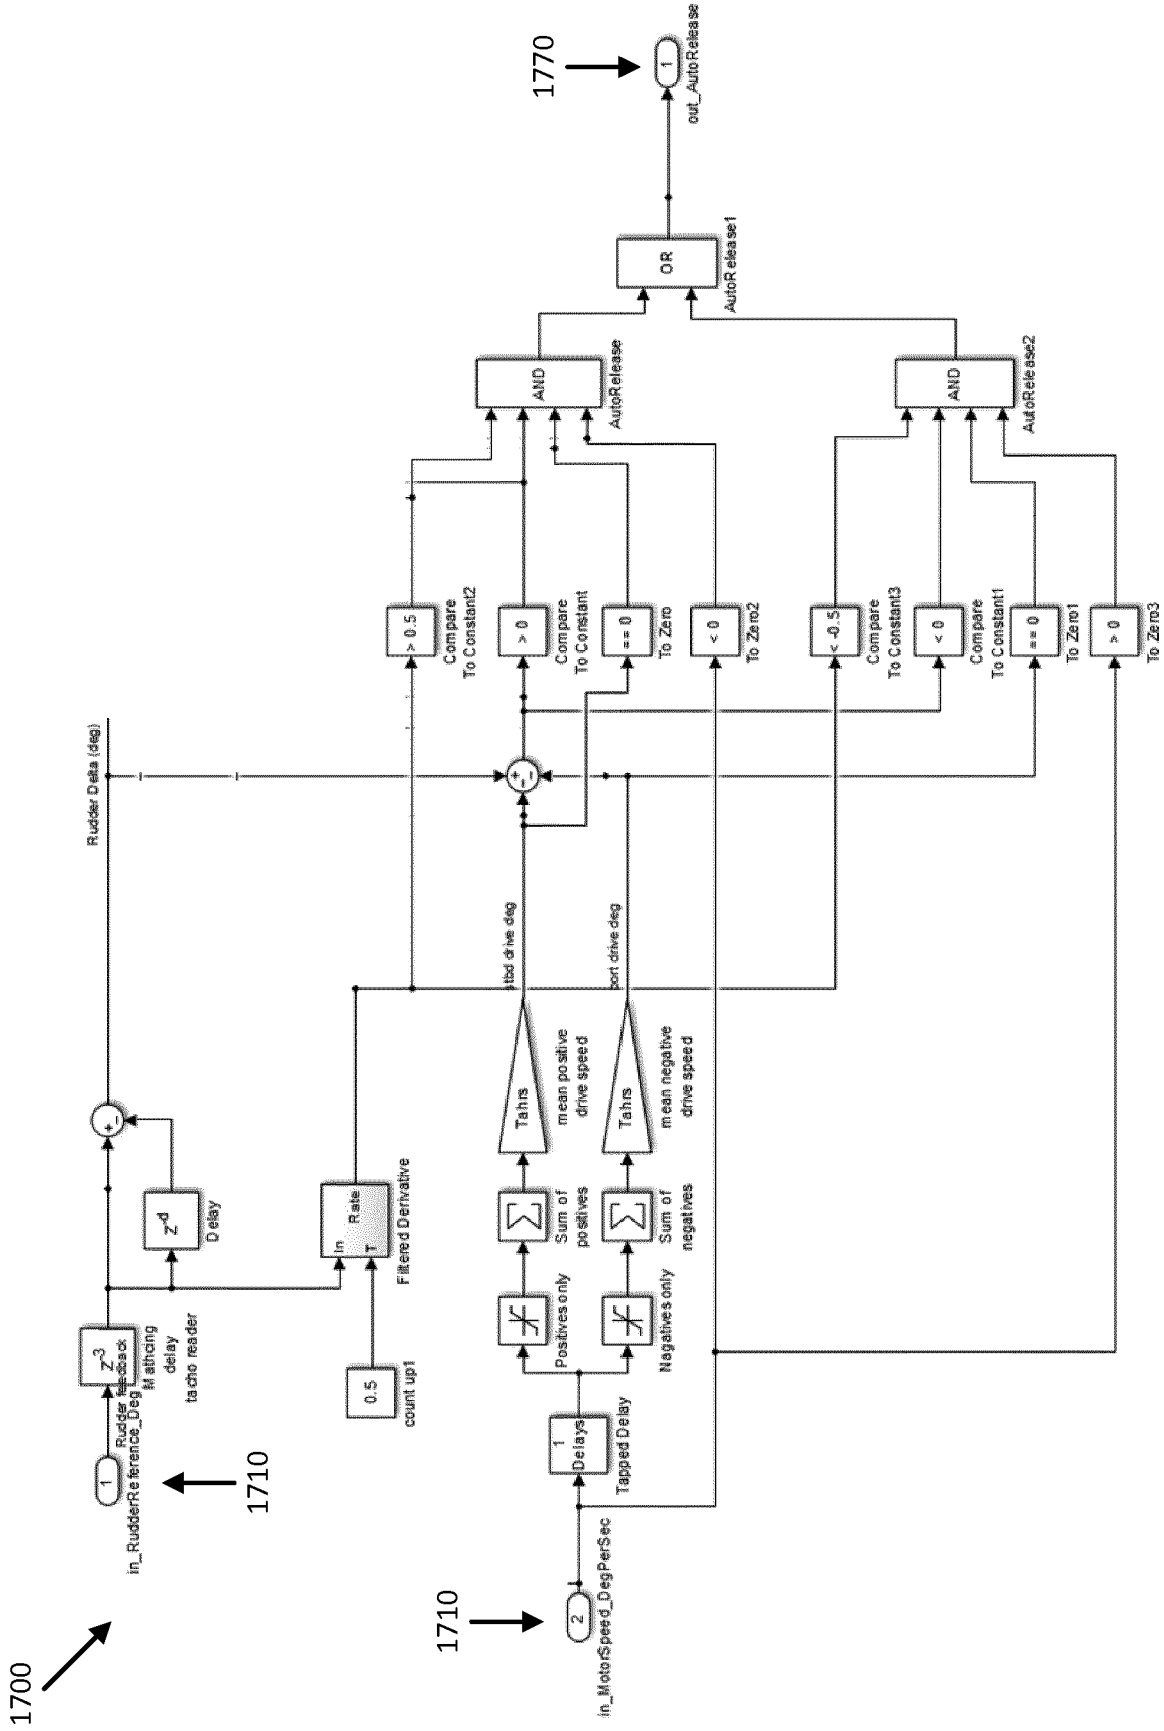 1700
1710
1
in_RudderReference_Deg
Rudder feedback
z-3
Mathcing
delay
tacho reader
z-d
Delay
+
-
Rudder Delta (deg)
0.5
count up1
In
T
Rate
Filtered Derivative
1710
2
in_MotorSpeed_DegPerSec
1
Delays
Tapped Delay
Positives only
Nagatives only
Σ
Sum of
positives
Σ
Sum of
negatives
Tahrs
mean positive
drive speed
Tahrs
mean negative
drive speed
stbd drive deg
port drive deg
+
-
-
> 0.5
Compare
To Constant2
> 0
Compare
To Constant
== 0
To Zero
< 0
To Zero2
< -0.5
Compare
To Constant3
< 0
Compare
To Constant1
== 0
To Zero1
> 0
To Zero3
AND
AutoRelease
AND
AutoRelease2
OR
AutoRelease1
1
out_AutoRelease
1770